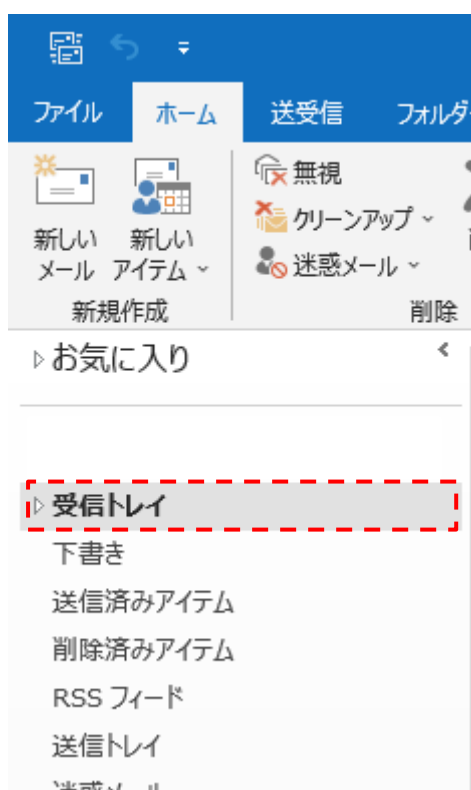 ファイル ホーム 送受信 フォルダ
新しい メール
新しい アイテム
無視
クリーンアップ
迷惑メール
新規作成 削除
お気に入り
受信トレイ
下書き
送信済みアイテム
削除済みアイテム
RSS フィード
送信トレイ